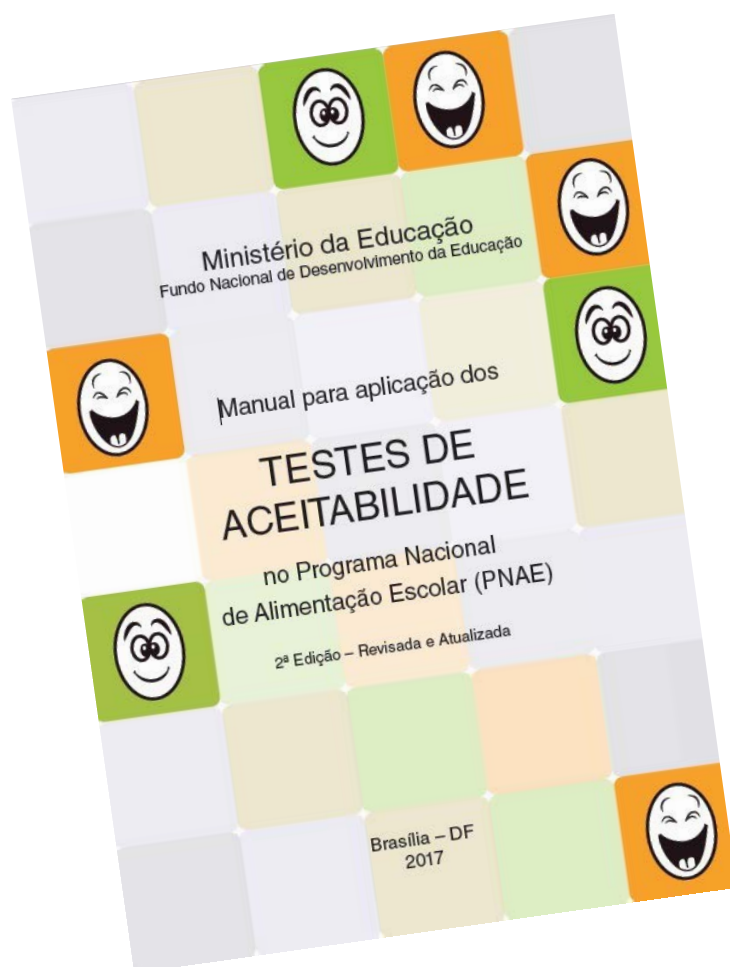 Ministério da Educação
Fundo Nacional de Desenvolvimento da Educação
Manual para aplicação dos
TESTES DE
ACEITABILIDADE
no Programa Nacional
de Alimentação Escolar (PNAE)
2ª Edição – Revisada e Atualizada
Brasília – DF
2017